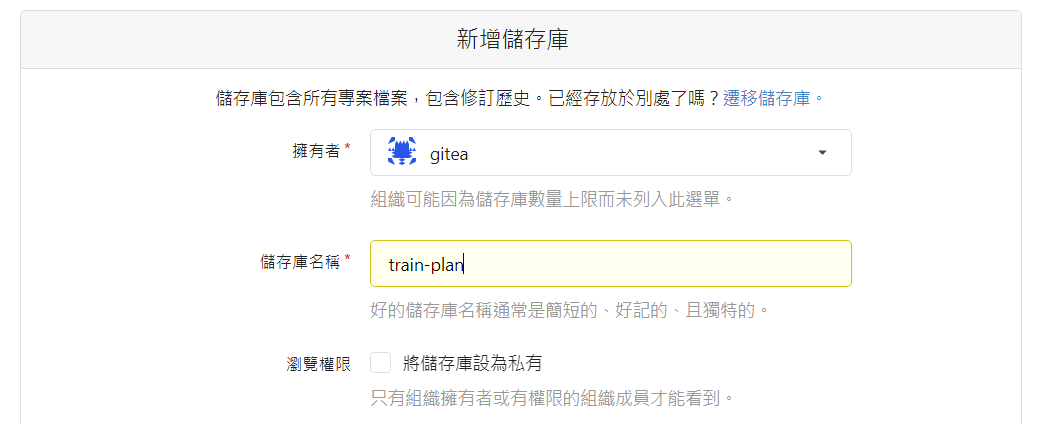 新增儲存庫
儲存庫包含所有專案檔案，包含修訂歷史。已經存放於別處了嗎？遷移儲存庫。
擁有者* gitea
組織可能因為儲存庫數量上限而未列入此選單。
儲存庫名稱* train-plan
好的儲存庫名稱通常是簡短的、好記的、且獨特的。
瀏覽權限 將儲存庫設為私有
只有組織擁有者或有權限的組織成員才能看到。